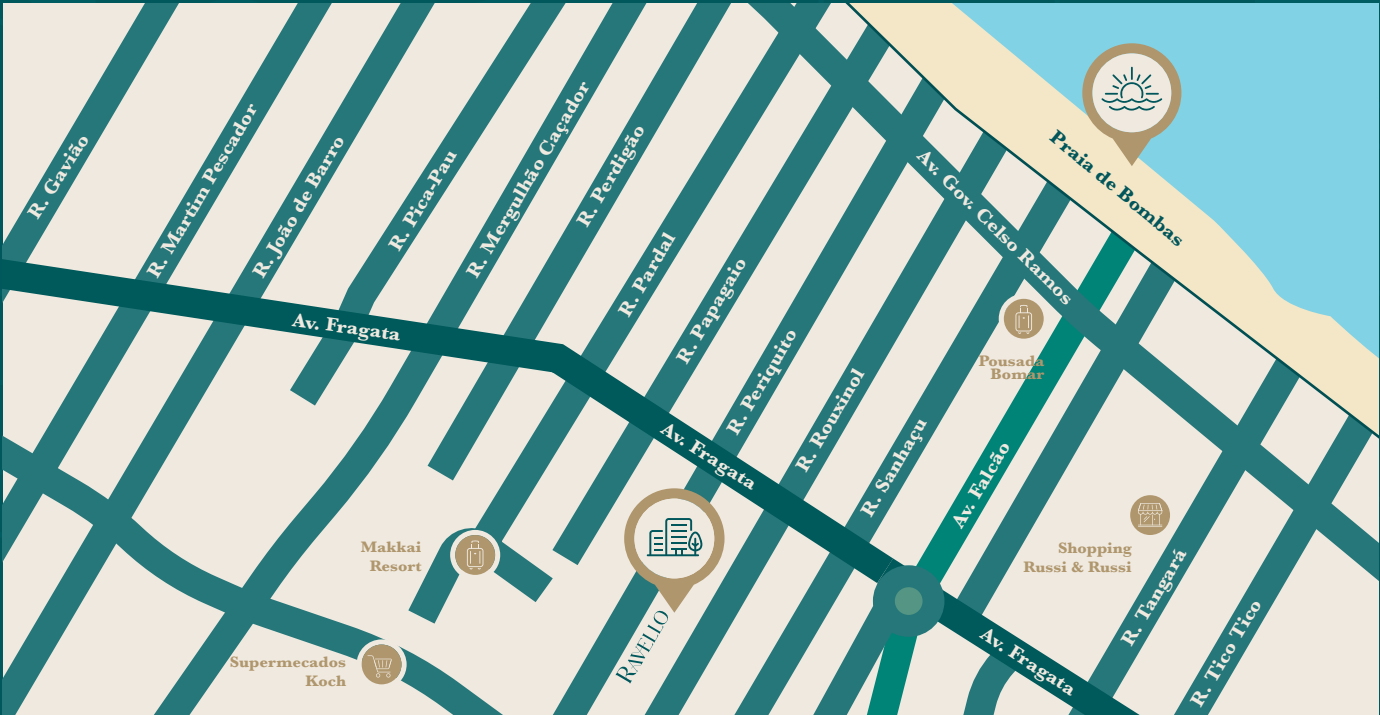 R. Gavião
R. Martim Pescador
R. João de Barro
R. Pica-Pau
R. Mergulhão Caçador
R. Perdigão
R. Pardal
R. Papagaio
R. Periquito
R. Rouxinol
R. Sanhaçu
Av. Falcão
Av. Gov. Celso Ramos
Praia de Bombas
Pousada
Bomar
Av. Fragata
Av. Fragata
Makkai
Resort
Shopping
Russi & Russi
R. Tangará
R. Tico Tico
RAVELLO
Av. Fragata
Supermecados
Koch